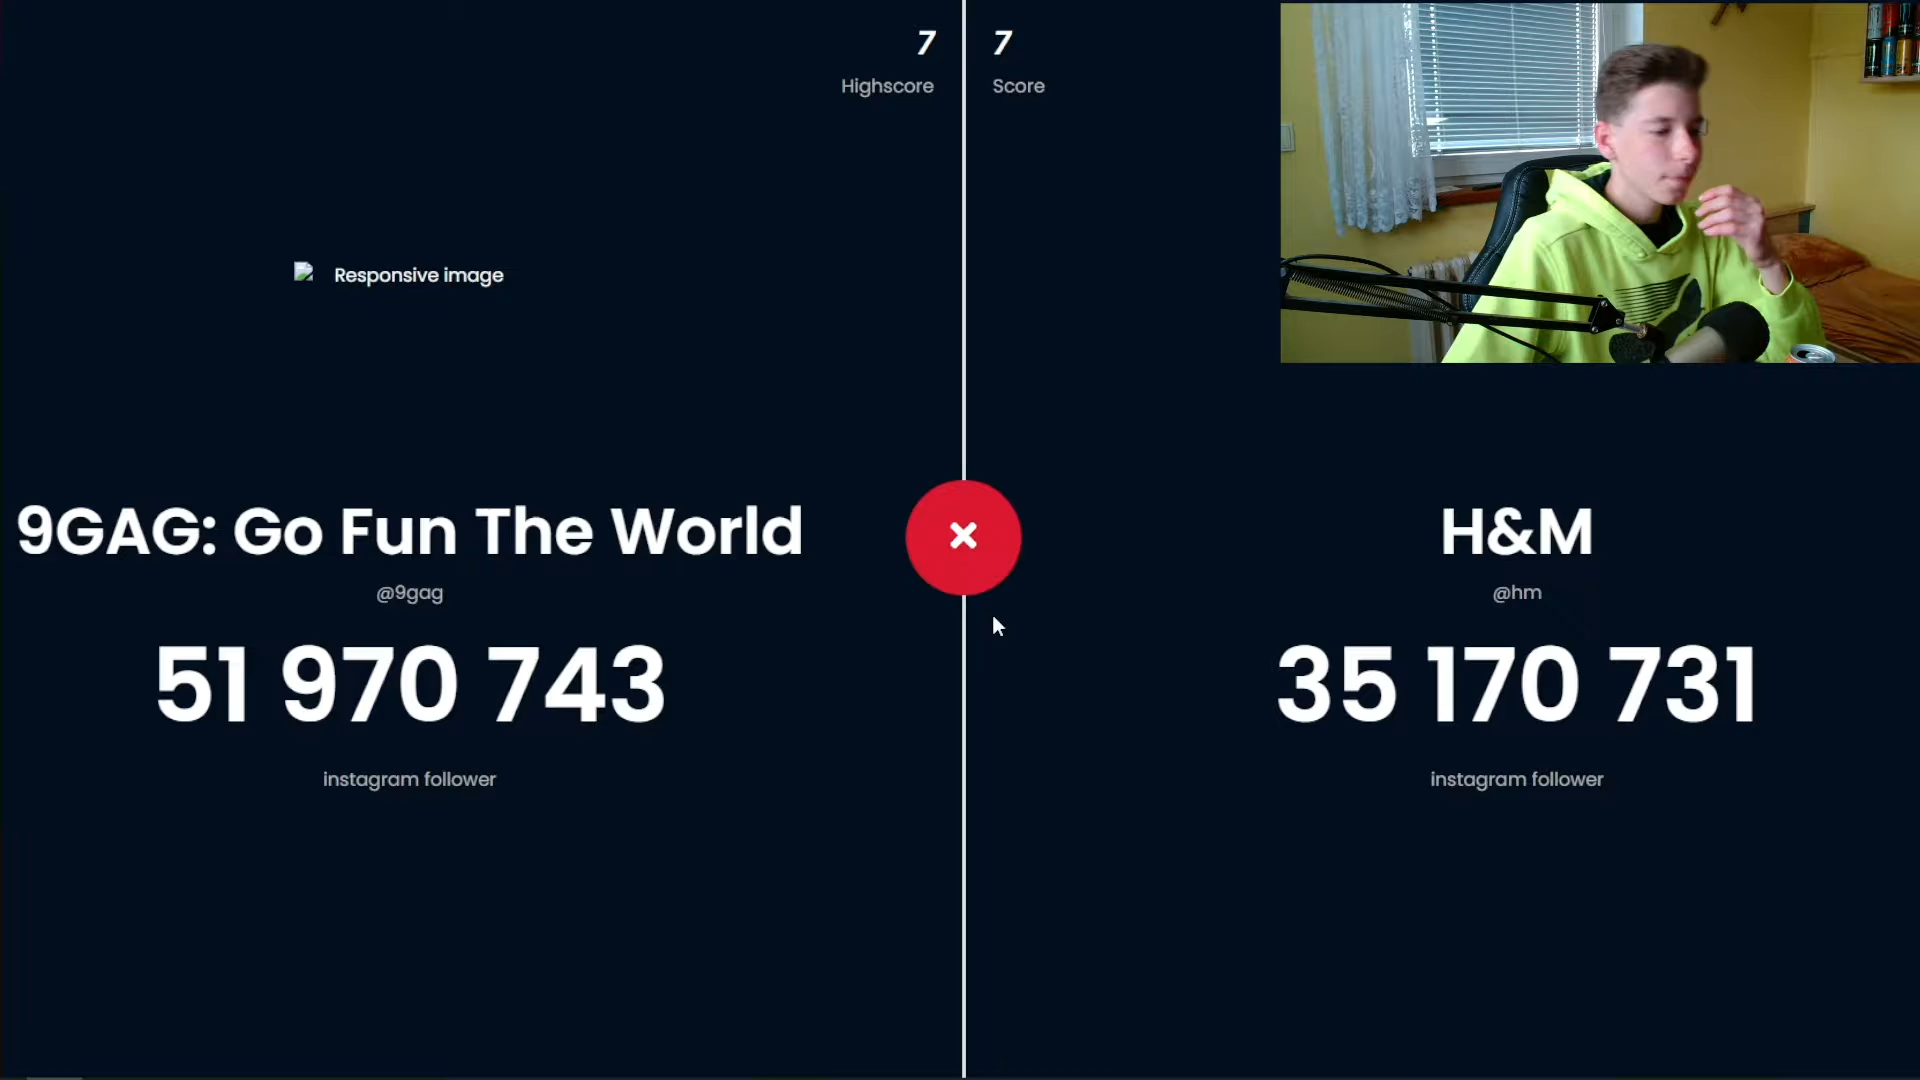 7
Highscore
7
Score
Responsive image
9GAG: Go Fun The World
@9gag
51 970 743
instagram follower
H&M
@hm
35 170 731
instagram follower